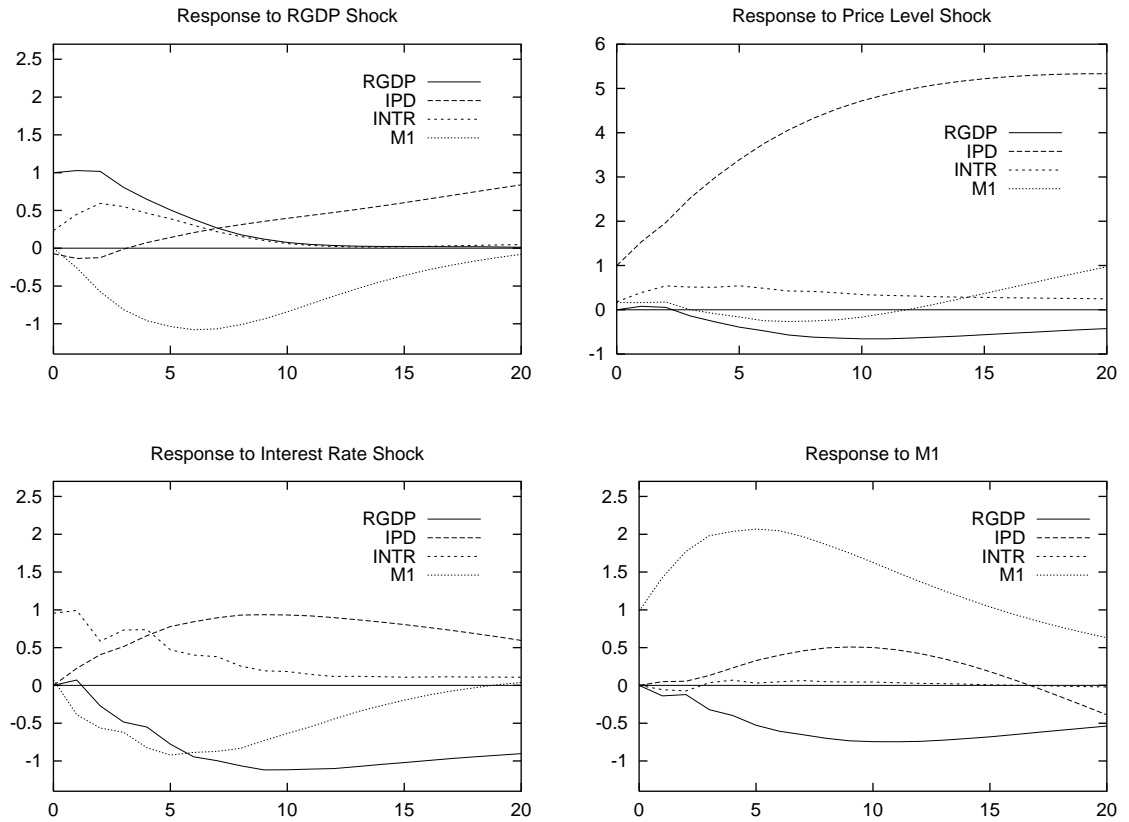 Response to RGDP Shock
2.5
2
1.5
1
0.5
0
-0.5
-1
RGDP
IPD
INTR
M1
0 5 10 15 20
Response to Price Level Shock
6
5
4
3
2
1
0
-1
RGDP
IPD
INTR
M1
0 5 10 15 20
Response to Interest Rate Shock
2.5
2
1.5
1
0.5
0
-0.5
-1
RGDP
IPD
INTR
M1
0 5 10 15 20
Response to M1
2.5
2
1.5
1
0.5
0
-0.5
-1
RGDP
IPD
INTR
M1
0 5 10 15 20